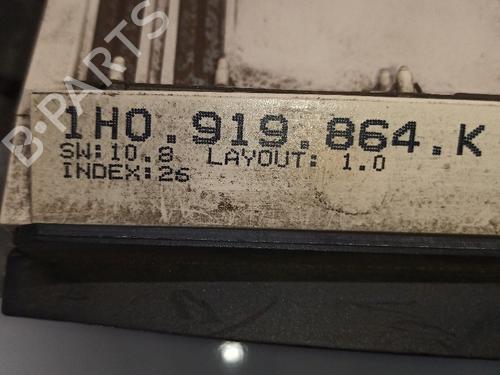 B-PARTS
1H0.919.864.K
SW:10.8 LAYOUT: 1.0
INDEX:26